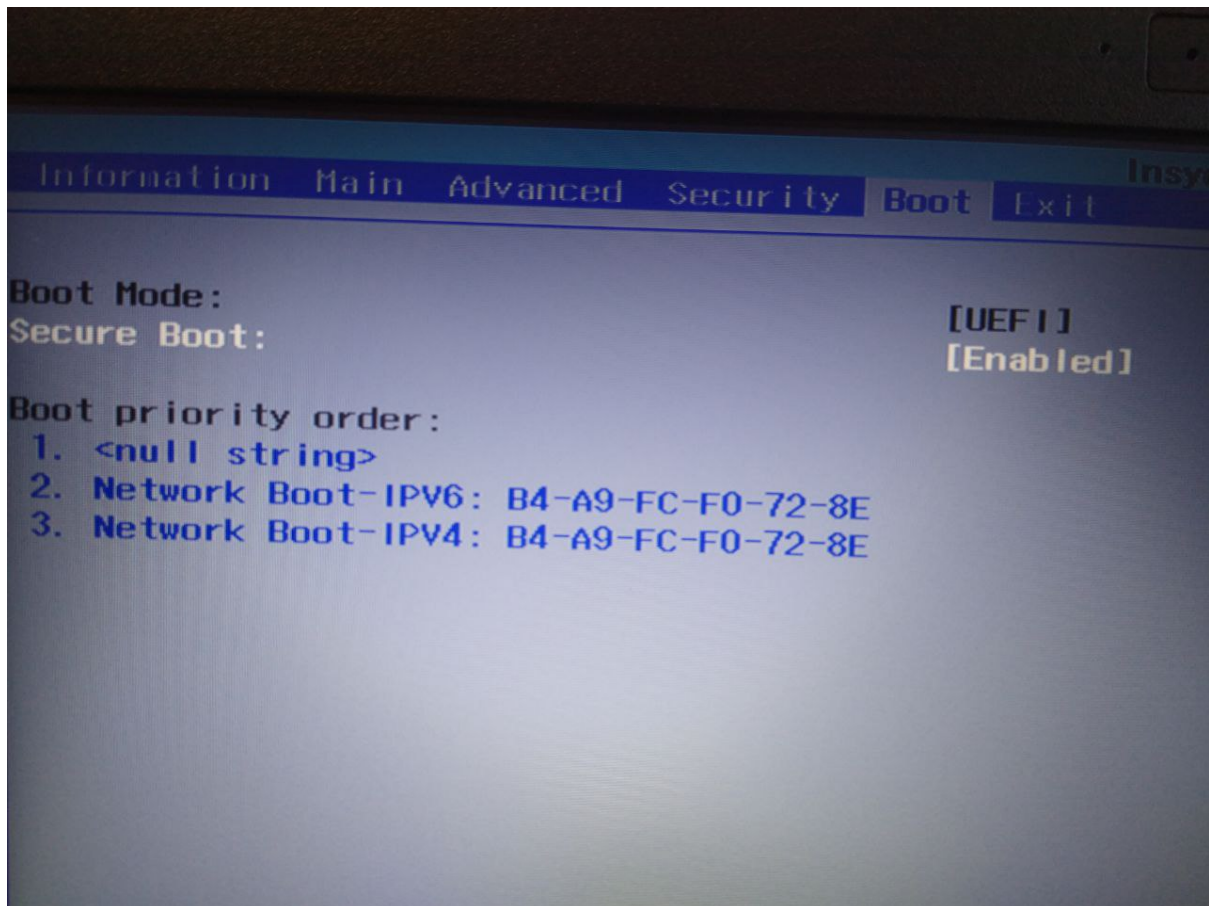 Insy
Information Main Advanced Security Boot Exit
Boot Mode: [UEFI]
Secure Boot: [Enabled]
Boot priority order:
1. <null string>
2. Network Boot-IPV6: B4-A9-FC-F0-72-8E
3. Network Boot-IPV4: B4-A9-FC-F0-72-8E